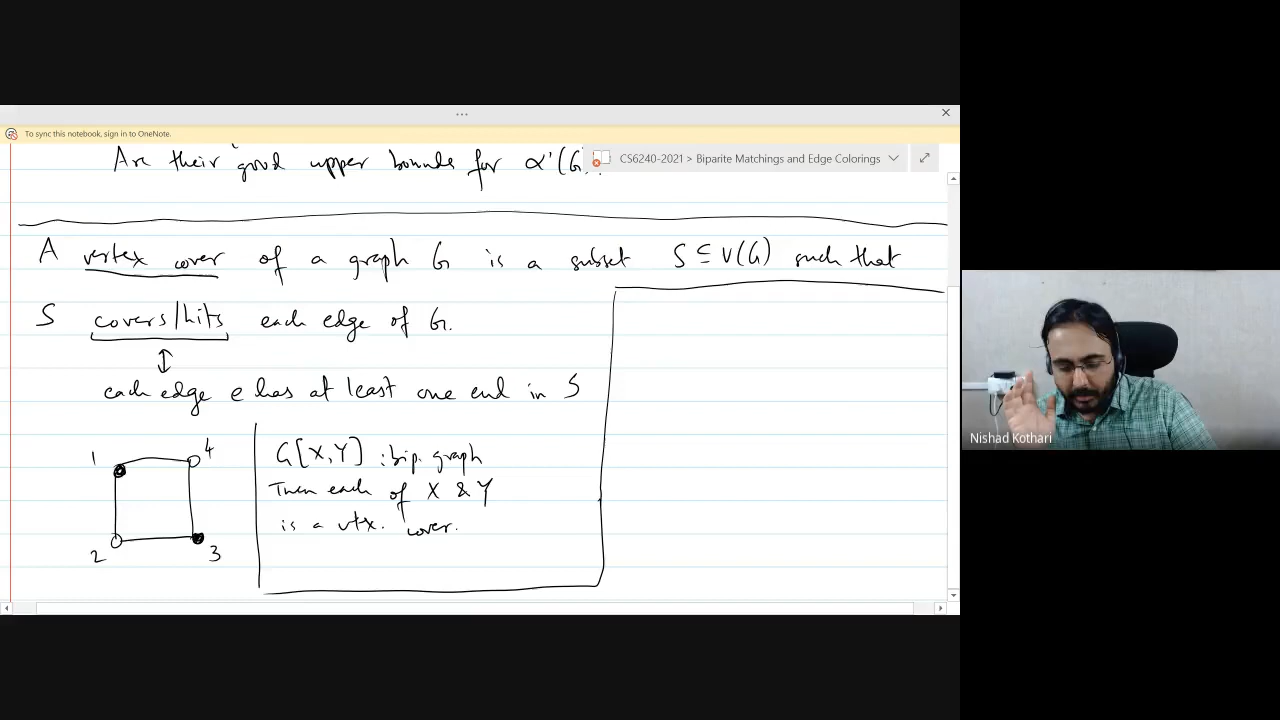 To sync this notebook, sign in to OneNote.
CS6240-2021 > Biparite Matchings and Edge Colorings
Are their good upper bounds for α'(G)
A vertex cover of a graph G is a subset S ⊆ V(G) such that
S covers/hits each edge of G.
↕
each edge e has at least one end in S
1 4
2 3
G[X,Y] : bip. graph
Then each of X & Y
is a vtx. cover.
Nishad Kothari